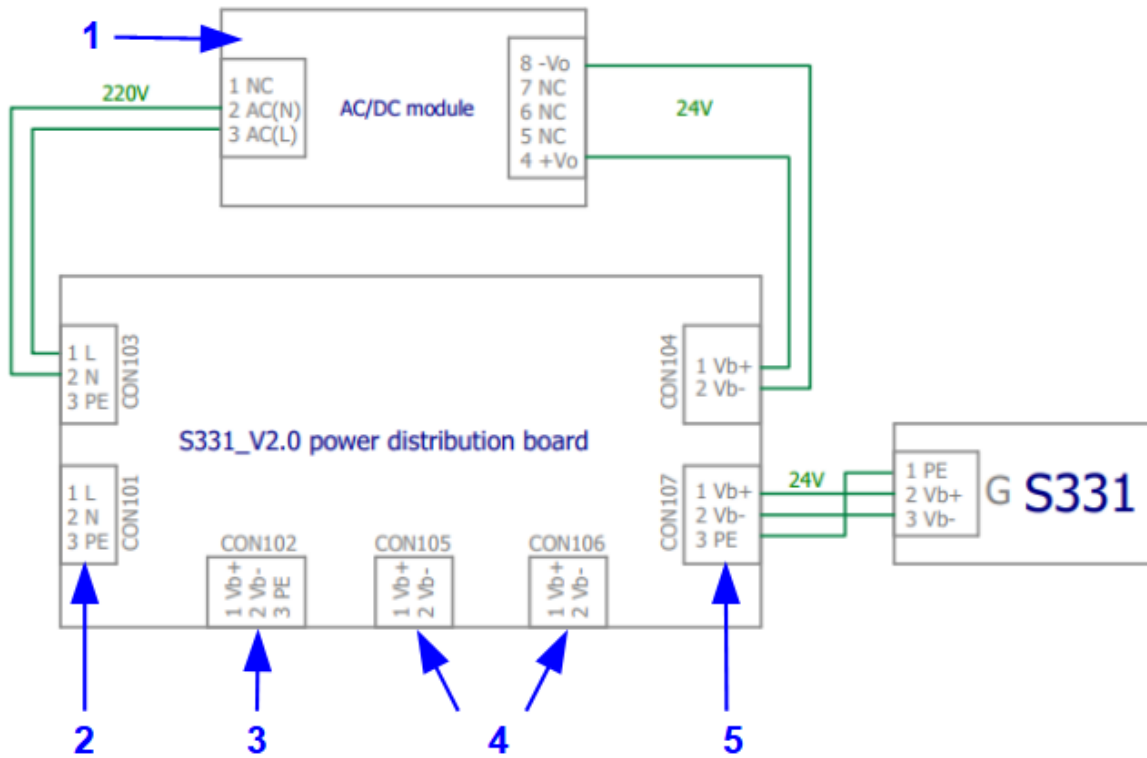 1
1 NC
2 AC(N)
3 AC(L)
220V
AC/DC module
8 -Vo
7 NC
6 NC
5 NC
4 +Vo
24V
1 L
2 N
3 PE
CON103
S331_V2.0 power distribution board
CON104
1 Vb+
2 Vb-
1 L
2 N
3 PE
CON101
CON102
1 Vb+
2 Vb-
3 PE
CON105
1 Vb+
2 Vb-
CON106
1 Vb+
2 Vb-
CON107
1 Vb+
2 Vb-
3 PE
24V
1 PE
2 Vb+
3 Vb-
G S331
2
3
4
5